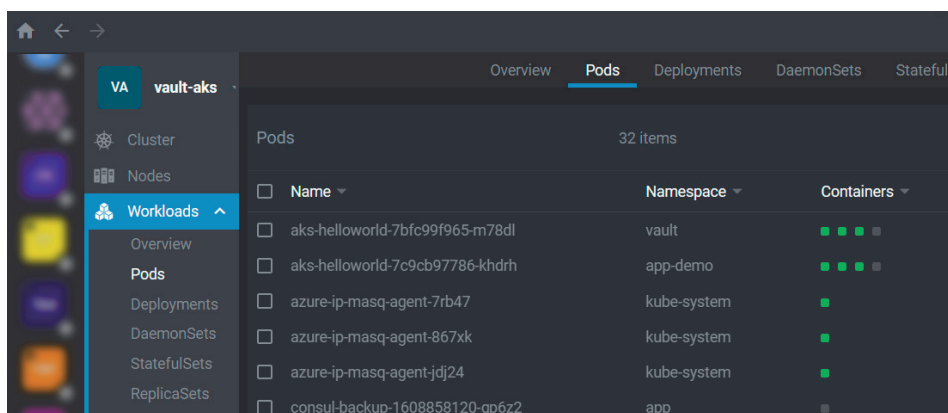 VA vault-aks
Overview Pods Deployments DaemonSets Stateful
Cluster
Nodes
Workloads
Overview
Pods
Deployments
DaemonSets
StatefulSets
ReplicaSets
Pods 32 items
Name Namespace Containers
aks-helloworld-7bfc99f965-m78dl vault
aks-helloworld-7c9cb97786-khdrh app-demo
azure-ip-masq-agent-7rb47 kube-system
azure-ip-masq-agent-867xk kube-system
azure-ip-masq-agent-jdj24 kube-system
consul-backup-1608858120-gp6z2 app